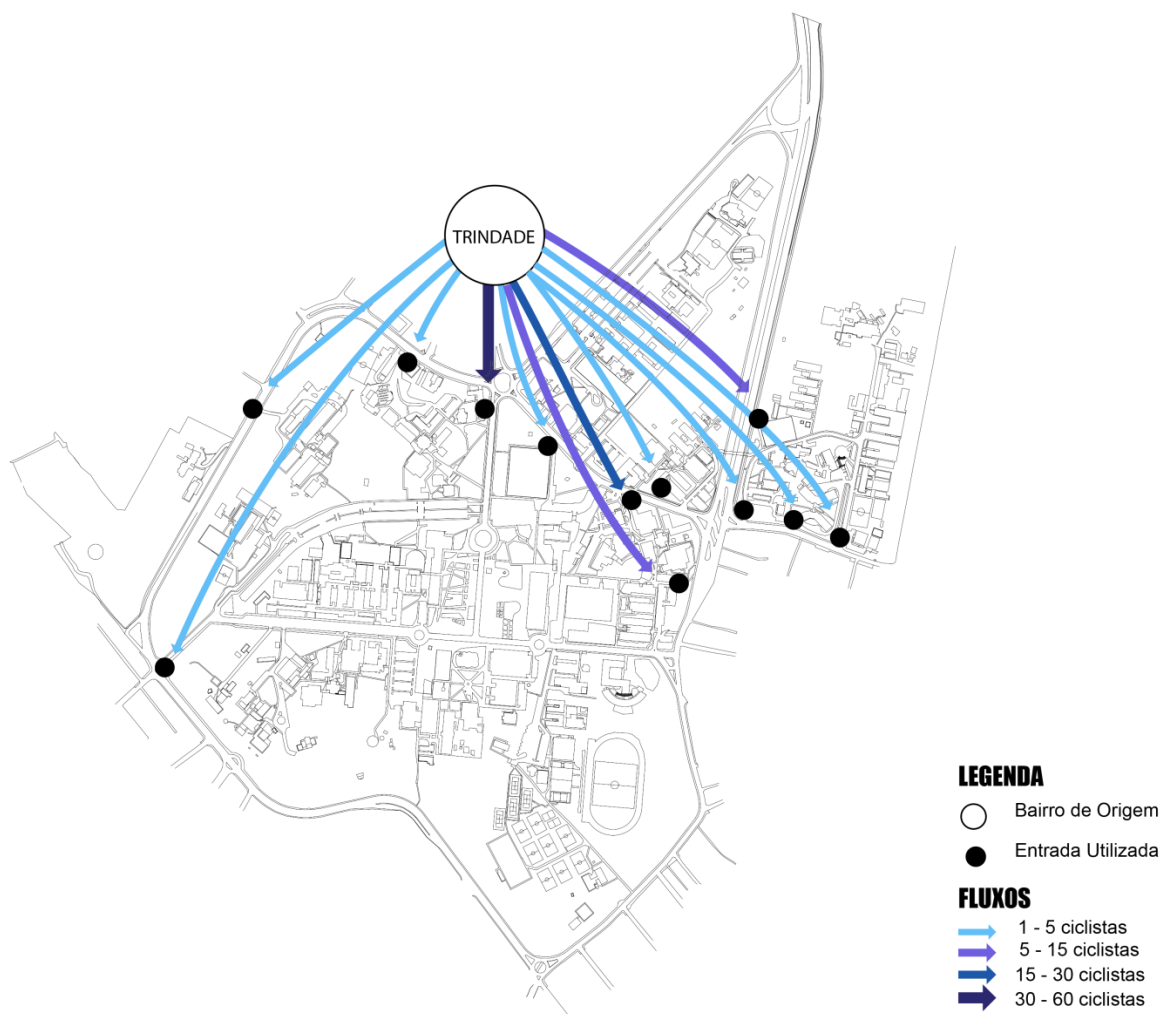 TRINDADE
LEGENDA
Bairro de Origem
Entrada Utilizada
FLUXOS
1 - 5 ciclistas
5 - 15 ciclistas
15 - 30 ciclistas
30 - 60 ciclistas